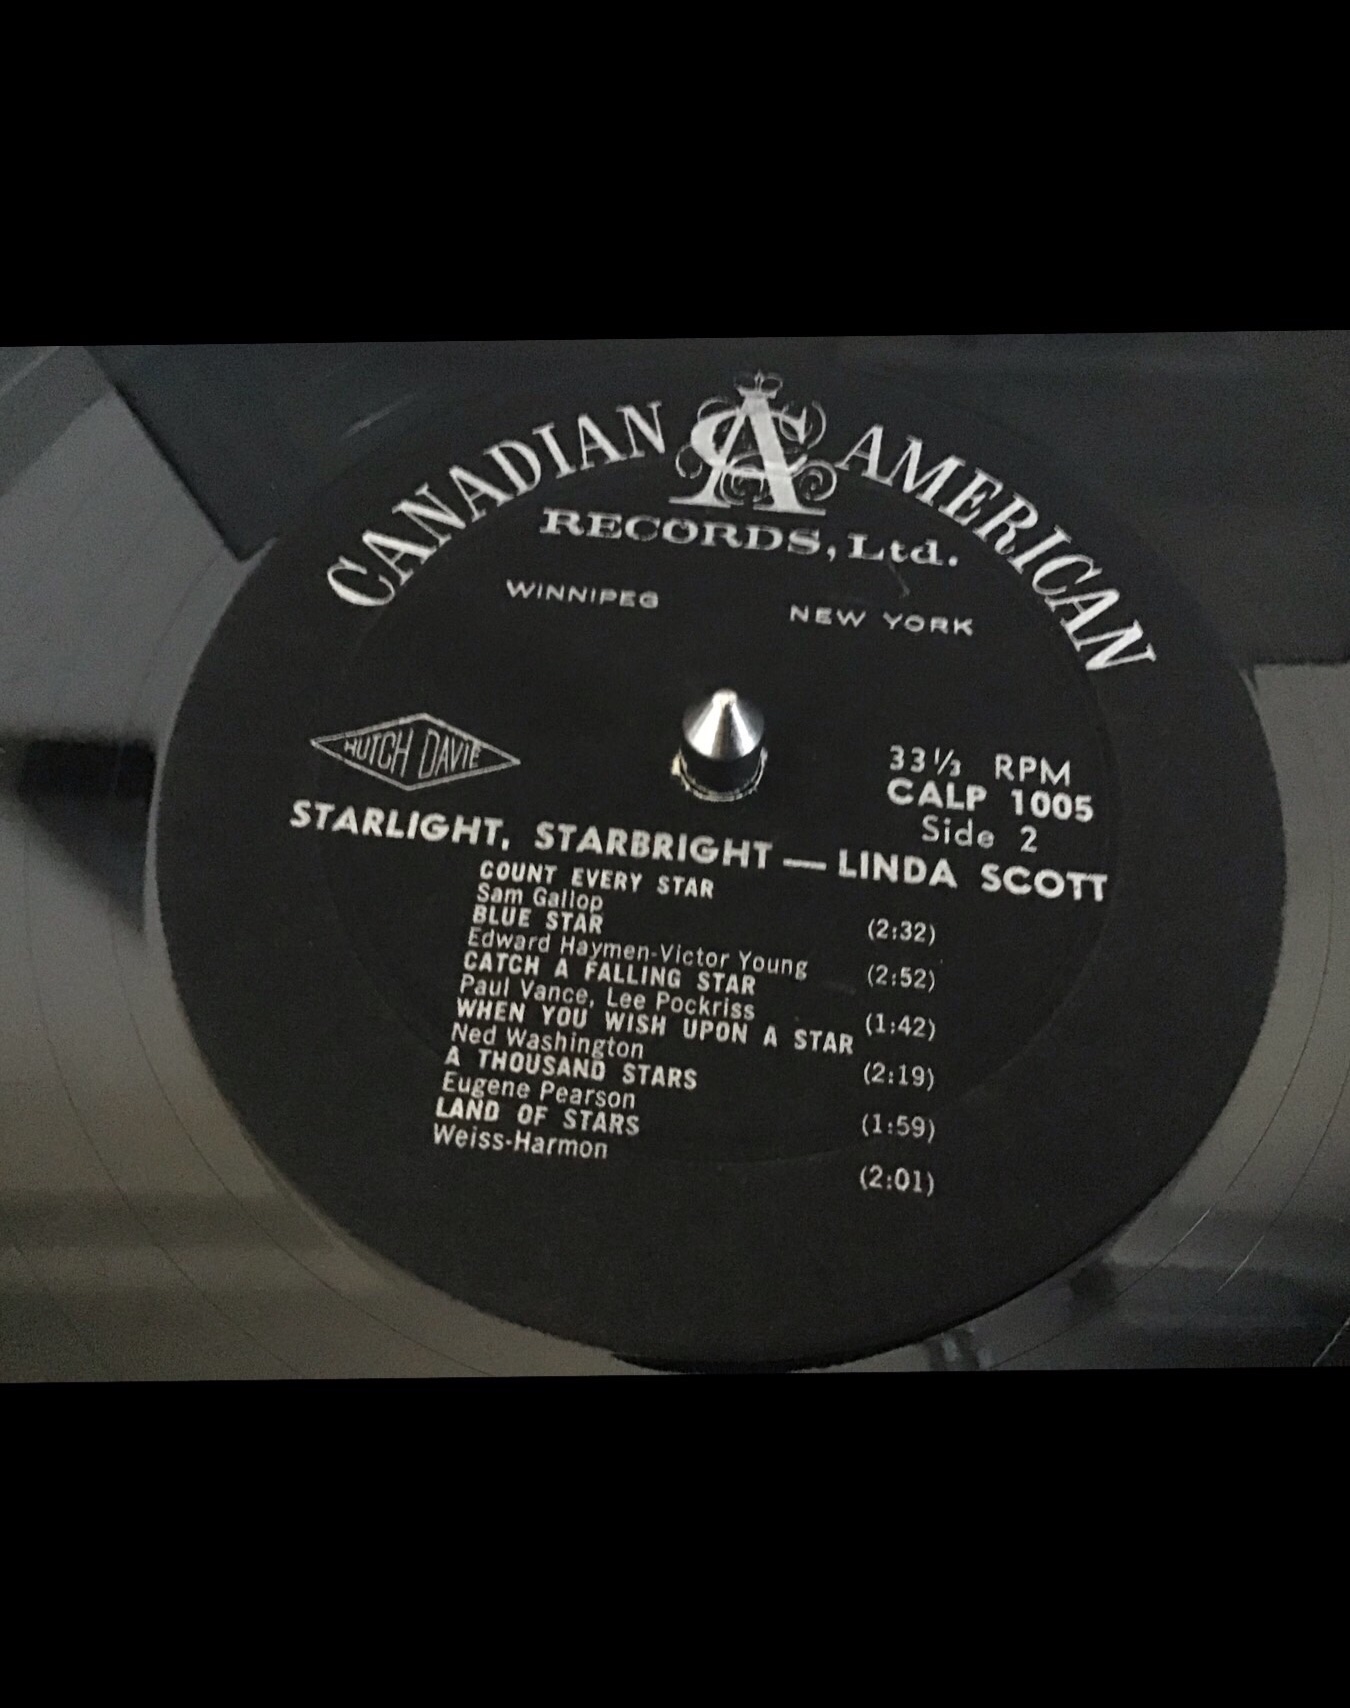 CANADIAN CA AMERICAN
RECORDS, Ltd.
WINNIPEG NEW YORK
HUTCH DAVIE
33⅓ RPM
CALP 1005
Side 2
STARLIGHT, STARBRIGHT — LINDA SCOTT
COUNT EVERY STAR
Sam Gallop (2:32)
BLUE STAR
Edward Haymen-Victor Young (2:52)
CATCH A FALLING STAR
Paul Vance, Lee Pockriss (1:42)
WHEN YOU WISH UPON A STAR
Ned Washington (2:19)
A THOUSAND STARS
Eugene Pearson (1:59)
LAND OF STARS
Weiss-Harmon (2:01)